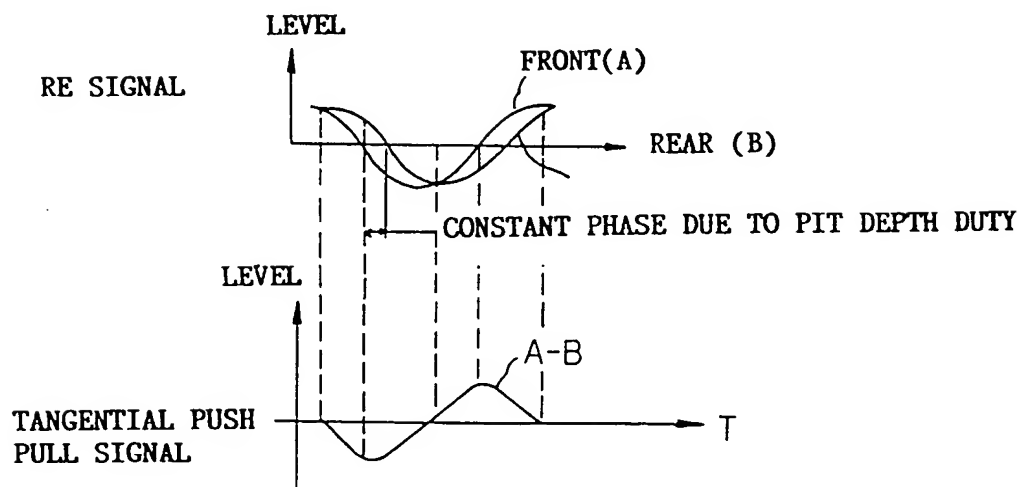 LEVEL
FRONT(A)
RE SIGNAL
REAR (B)
CONSTANT PHASE DUE TO PIT DEPTH DUTY
LEVEL
A-B
TANGENTIAL PUSH
PULL SIGNAL
T